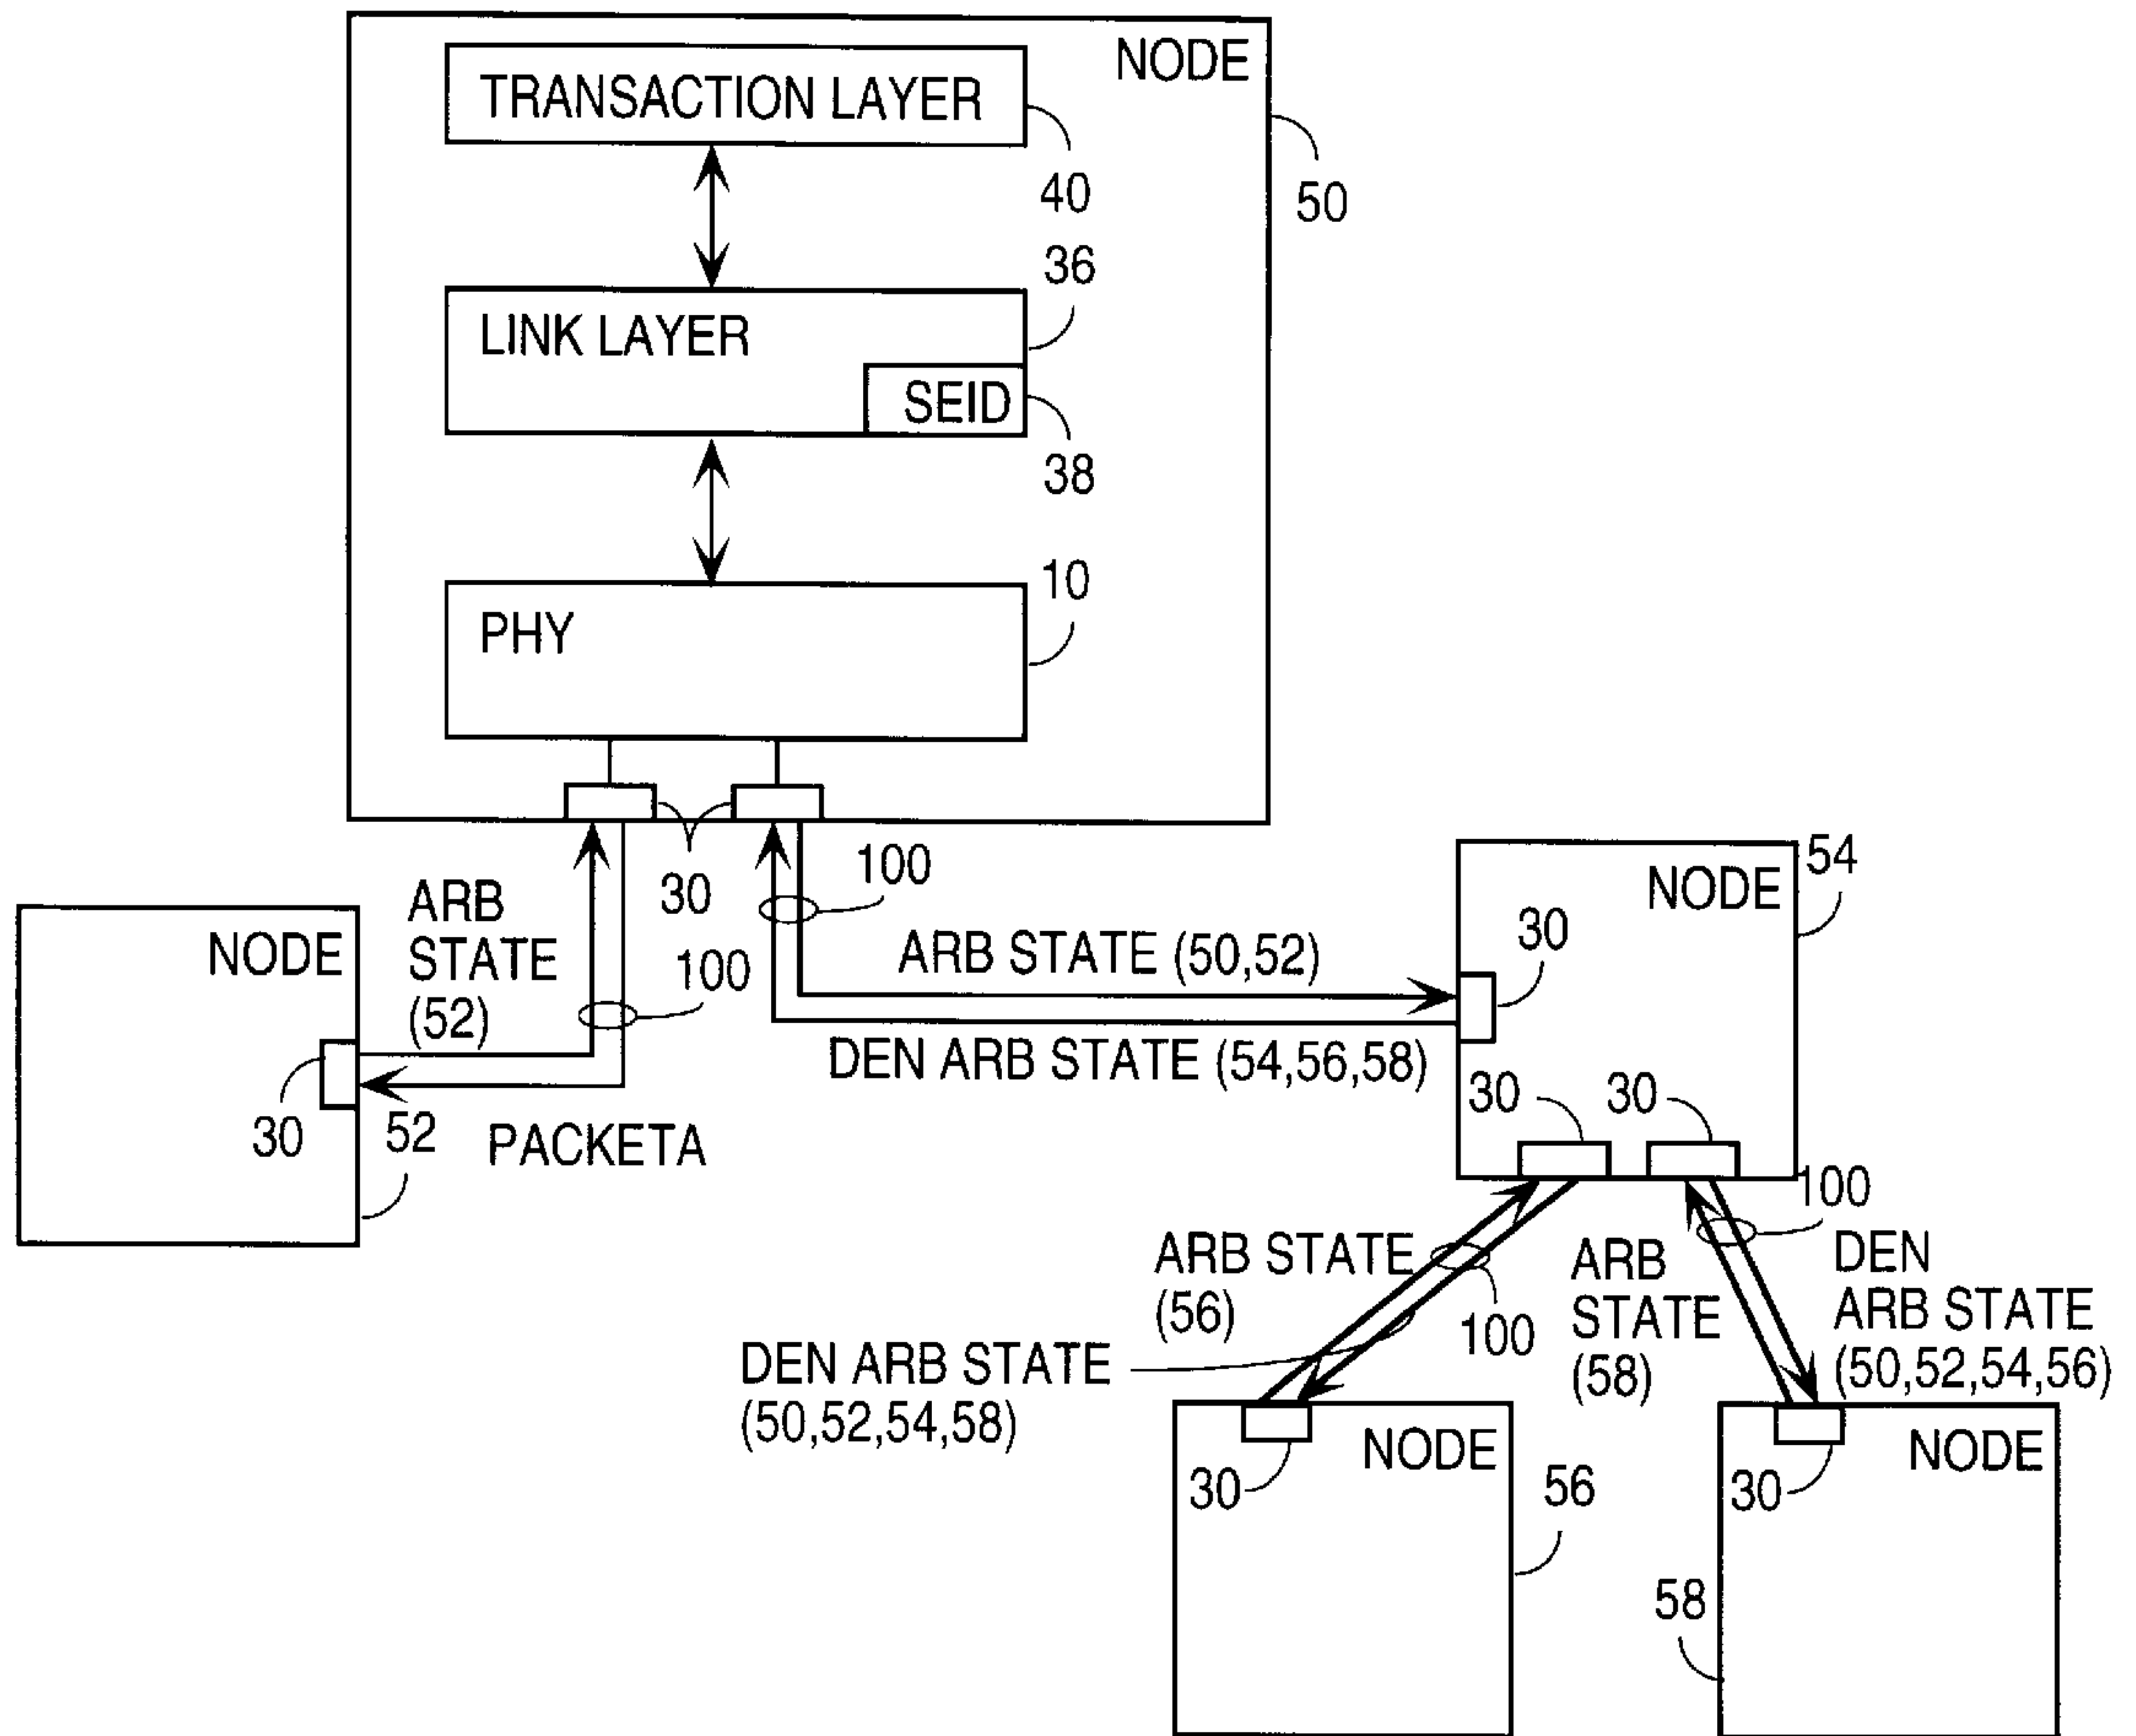 NODE
TRANSACTION LAYER
40
50
36
LINK LAYER
SEID
38
10
PHY
30
100
54
NODE
30
ARB
STATE
(52)
NODE
100
ARB STATE (50,52)
DEN ARB STATE (54,56,58)
30
30
30
52
PACKETA
30
100
ARB STATE
(56)
100
ARB
STATE
(58)
DEN
ARB STATE
(50,52,54,56)
DEN ARB STATE
(50,52,54,58)
NODE
30
56
NODE
30
58